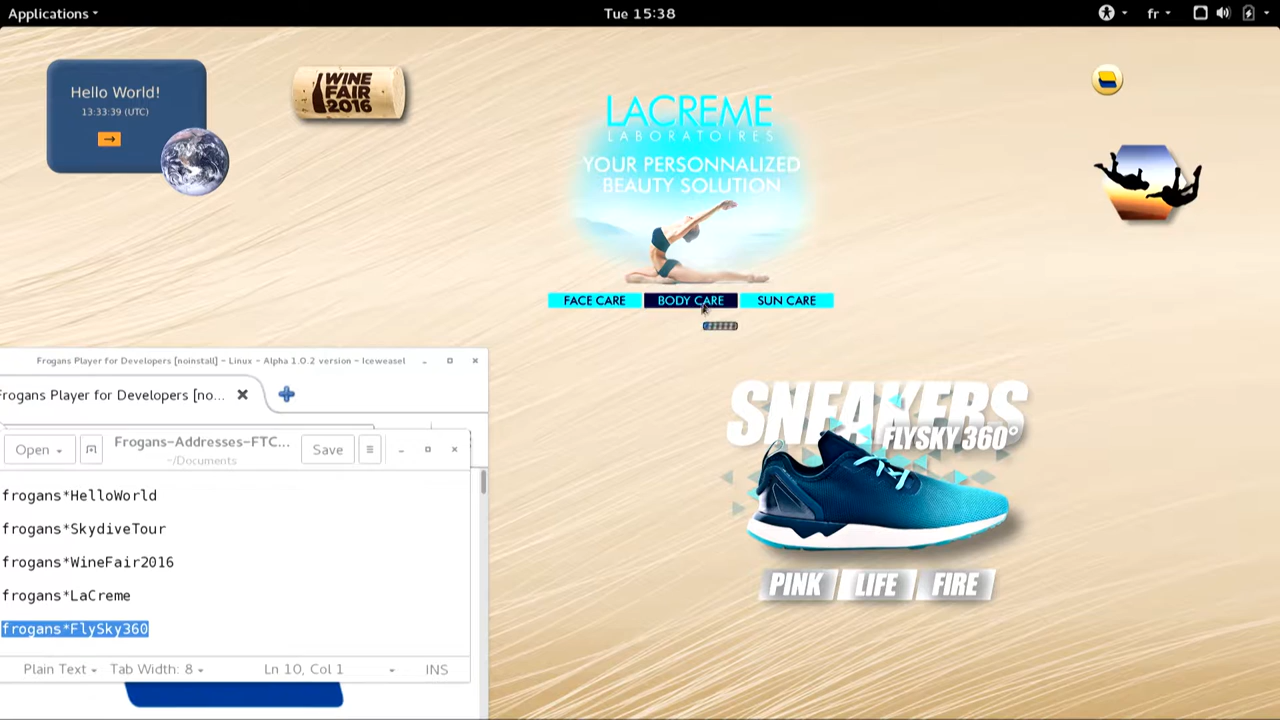 Applications
Tue 15:38
fr
Hello World!
13:33:39 (UTC)
→
WINE
FAIR
2016
LACREME
LABORATOIRES
YOUR PERSONNALIZED
BEAUTY SOLUTION
FACE CARE
BODY CARE
SUN CARE
Frogans Player for Developers [noinstall] – Linux – Alpha 1.0.2 version – Iceweasel
Frogans Player for Developers [no...
Open
Frogans-Addresses-FTC...
~/Documents
Save
frogans*HelloWorld
frogans*SkydiveTour
frogans*WineFair2016
frogans*LaCreme
frogans*FlySky360
Plain Text
Tab Width: 8
Ln 10, Col 1
INS
SNEAKERS
FLYSKY 360°
PINK
LIFE
FIRE